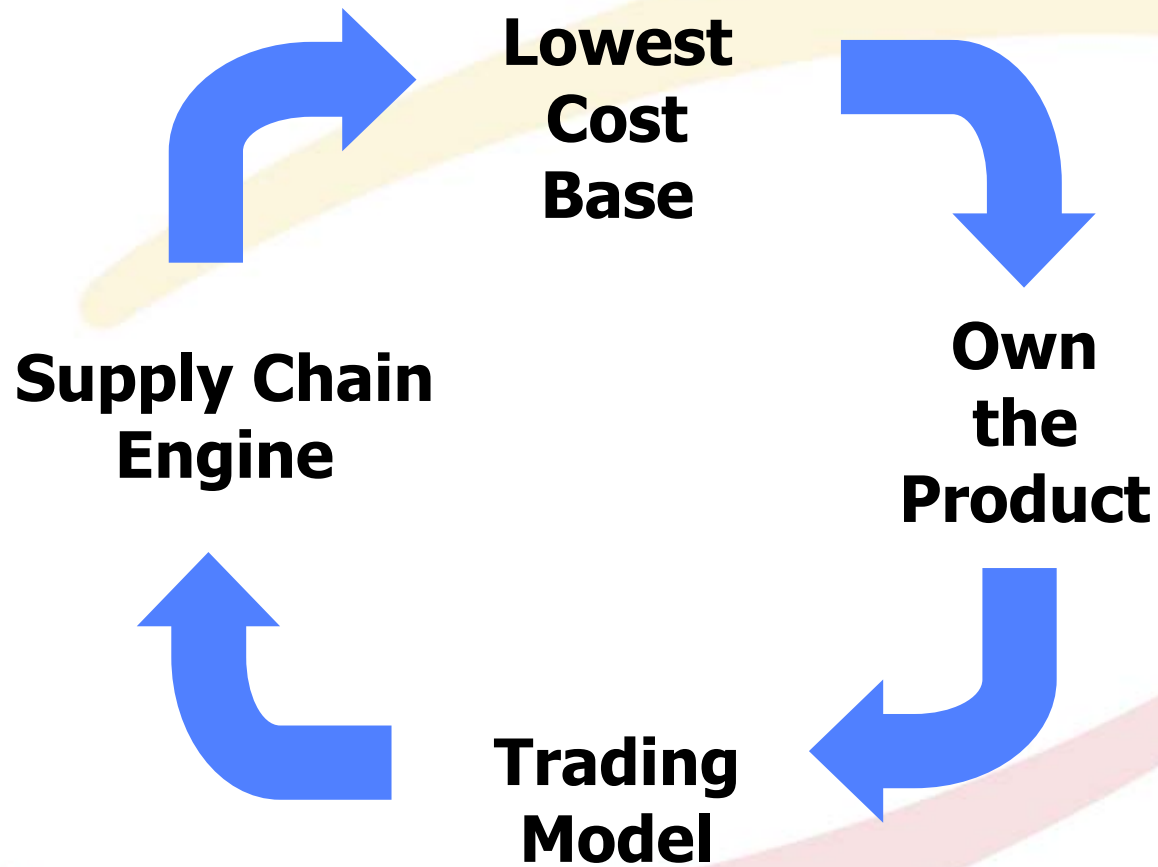 Lowest
Cost
Base
Own
the
Product
Supply Chain
Engine
Trading
Model